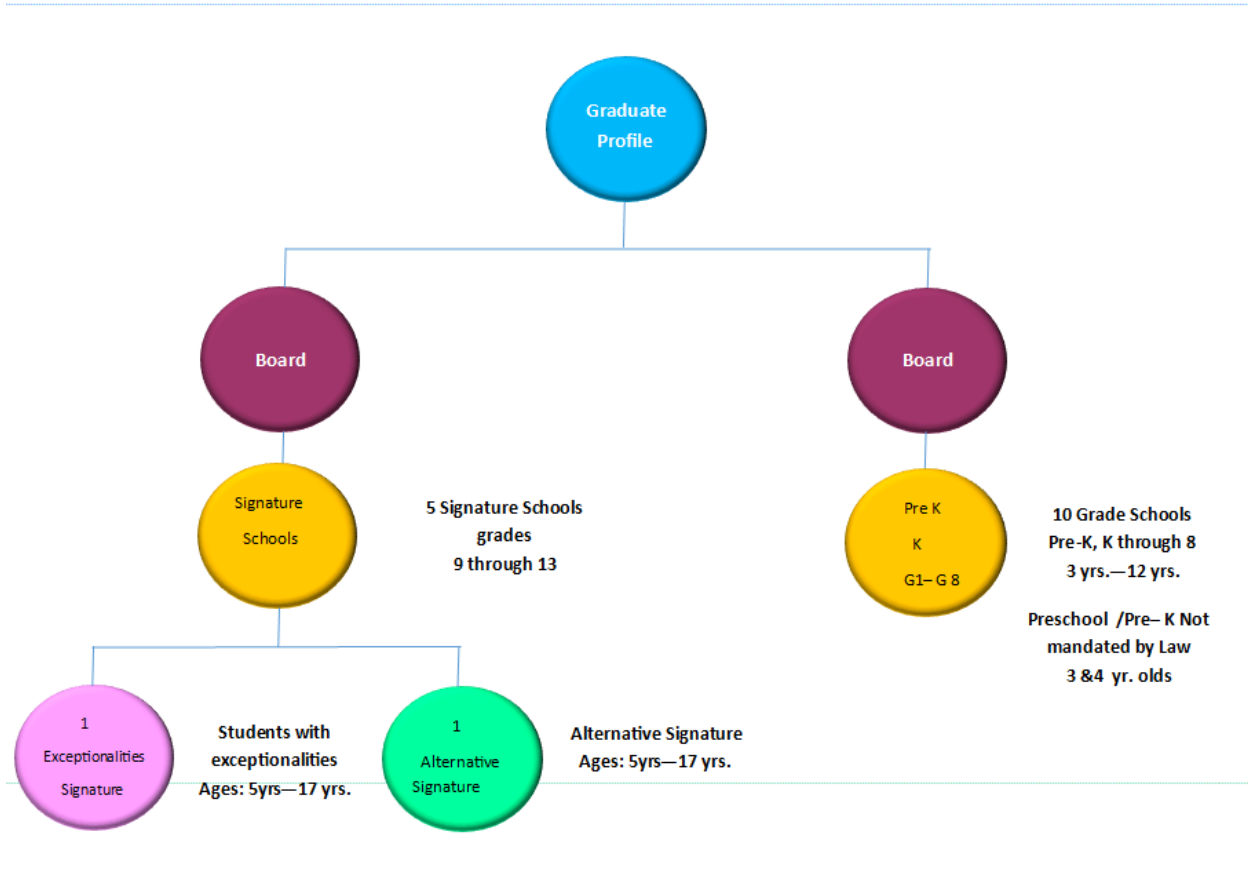 Graduate
Profile
Board
Board
Signature
Schools
5 Signature Schools
grades
9 through 13
Pre K
K
G1– G 8
10 Grade Schools
Pre-K, K through 8
3 yrs.—12 yrs.
Preschool /Pre– K Not
mandated by Law
3 &4 yr. olds
1
Exceptionalities
Signature
Students with
exceptionalities
Ages: 5yrs—17 yrs.
1
Alternative
Signature
Alternative Signature
Ages: 5yrs—17 yrs.